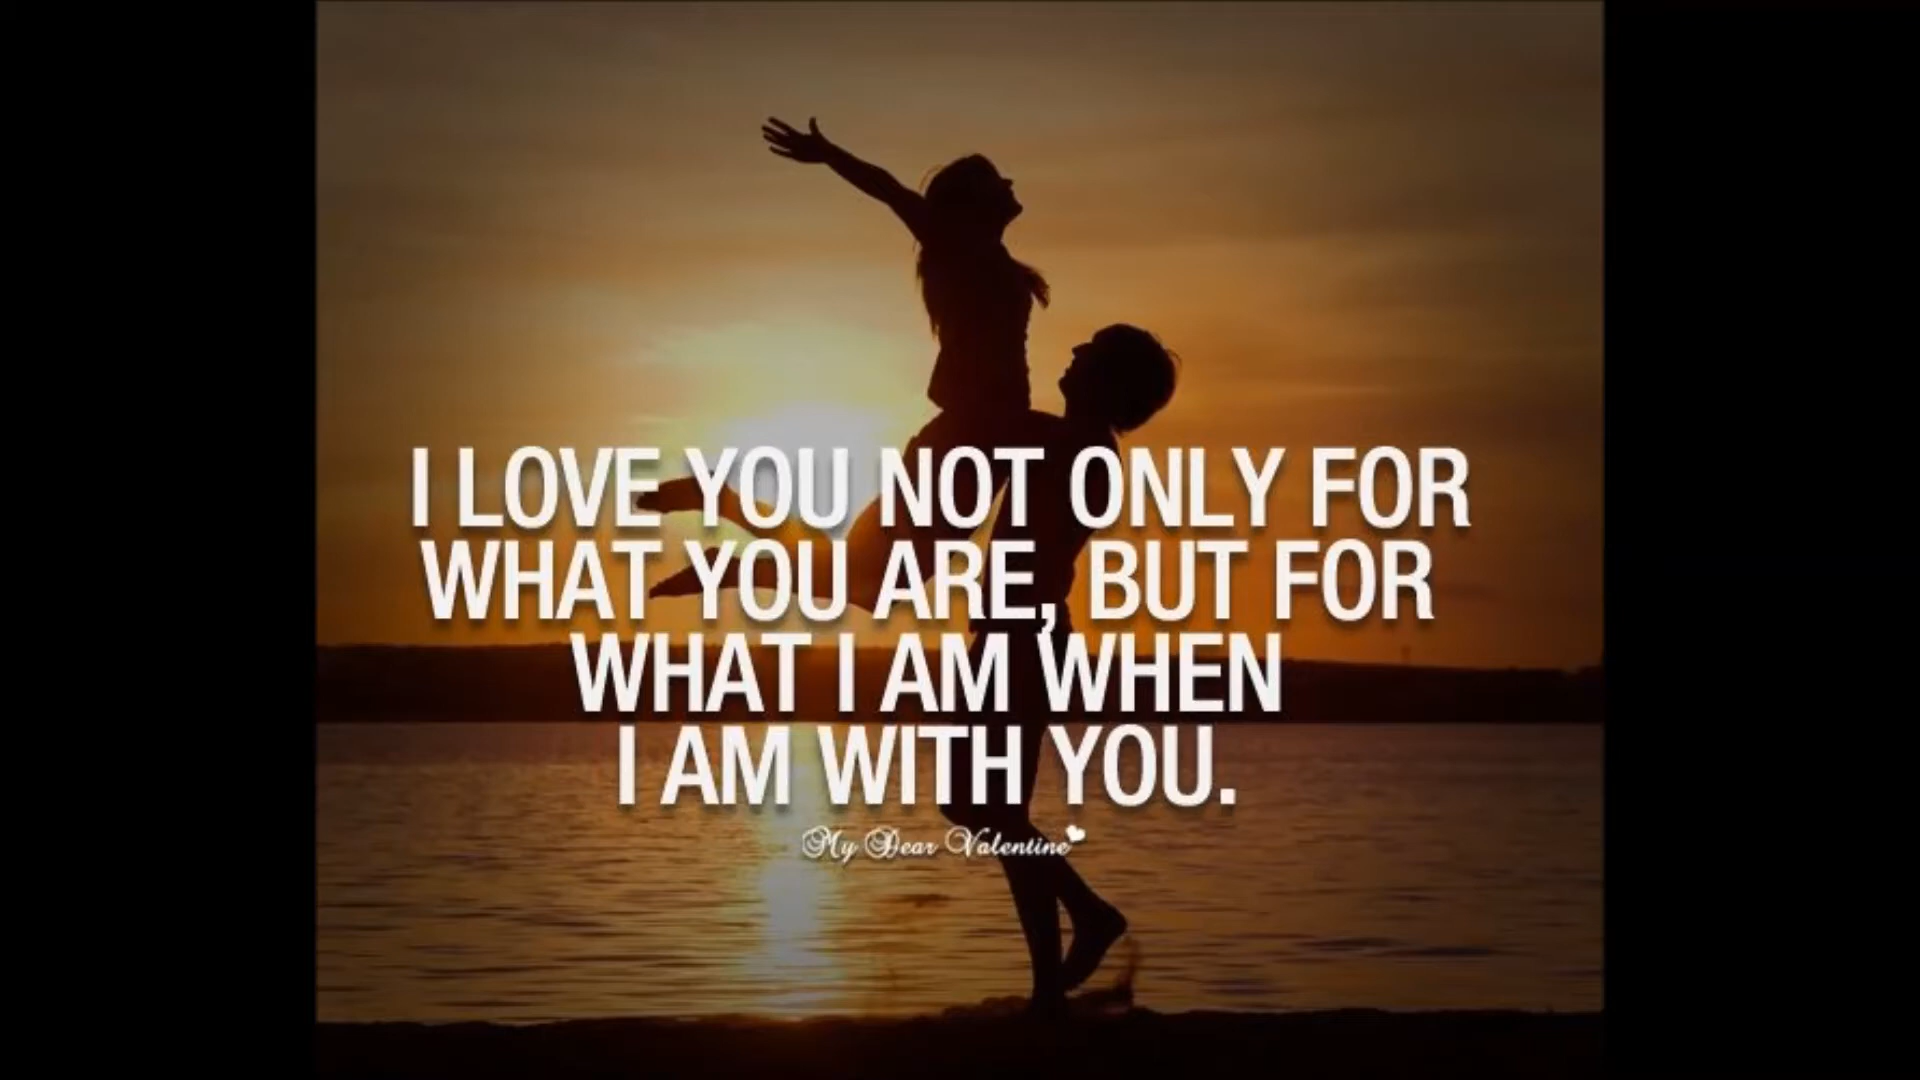 I LOVE YOU NOT ONLY FOR
WHAT YOU ARE, BUT FOR
WHAT I AM WHEN
I AM WITH YOU.
My Dear Valentine